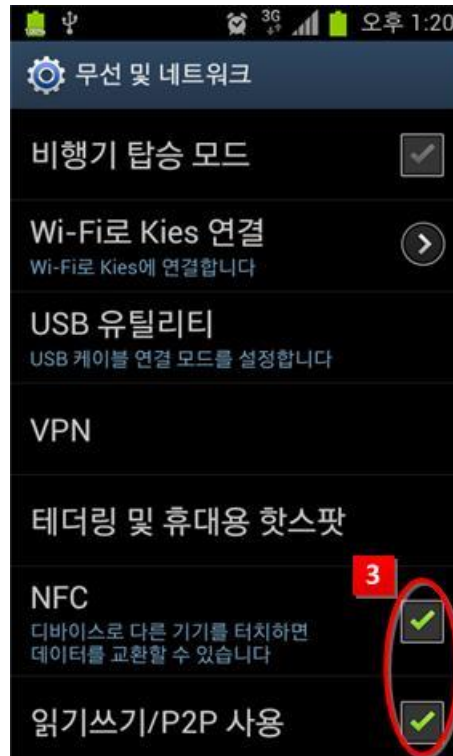 100%
3G
오후 1:20
무선 및 네트워크
비행기 탑승 모드
Wi-Fi로 Kies 연결
Wi-Fi로 Kies에 연결합니다
USB 유틸리티
USB 케이블 연결 모드를 설정합니다
VPN
테더링 및 휴대용 핫스팟
3
NFC
디바이스로 다른 기기를 터치하면
데이터를 교환할 수 있습니다
읽기쓰기/P2P 사용